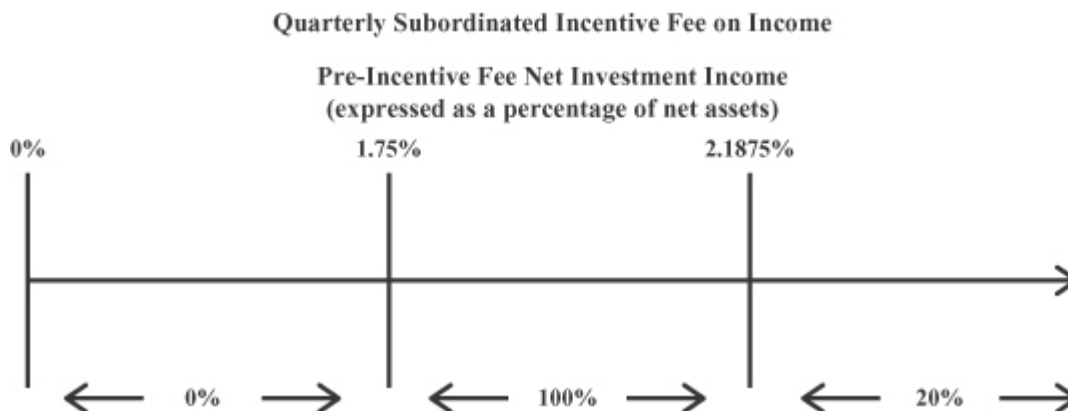 Quarterly Subordinated Incentive Fee on Income
Pre-Incentive Fee Net Investment Income
(expressed as a percentage of net assets)
0% 1.75% 2.1875%
0% 100% 20%